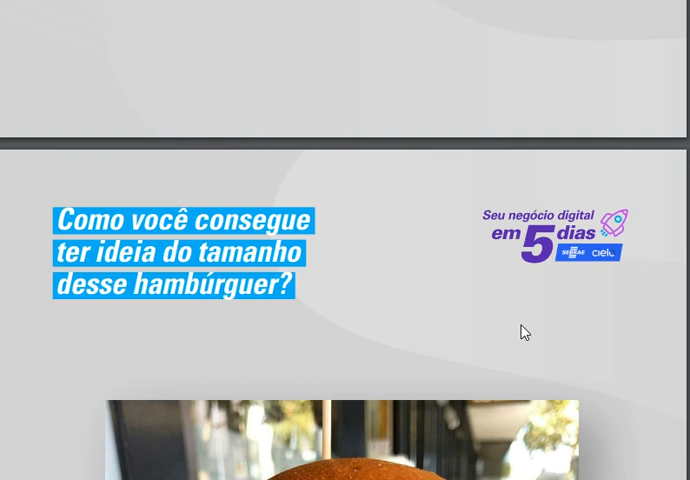 Como você consegue
ter ideia do tamanho
desse hambúrguer?
Seu negócio digital
em 5 dias
SEBRAE cielo